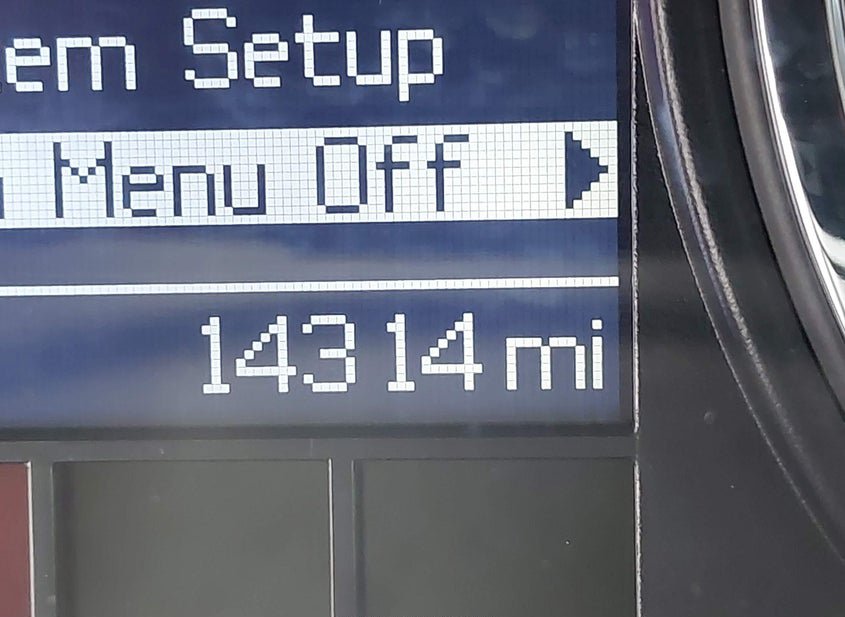 em Setup
Menu Off
14314 mi